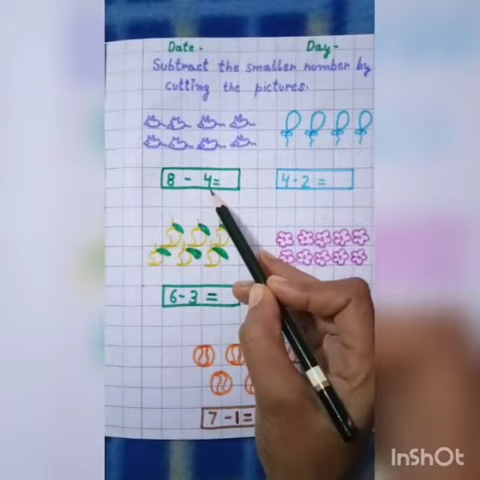 Date - Day-
Subtract the smaller number by
cutting the pictures.
8 - 4= 4-2 =
6-3 =
7-1=
InShOt